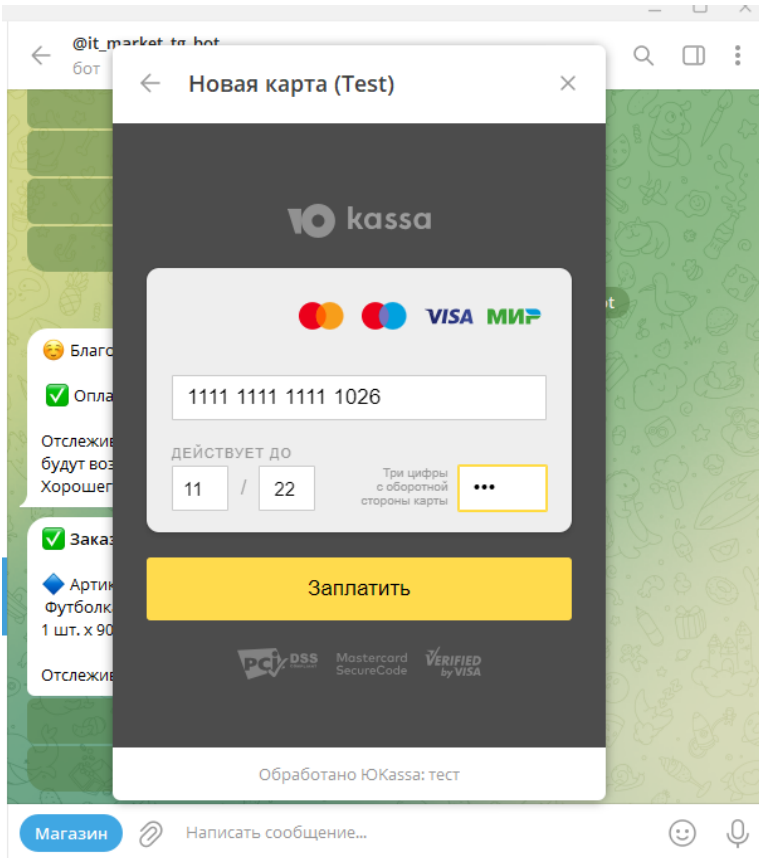 @it_market_tg_bot
бот
Новая карта (Test)
Ю kassa
VISA МИР
1111 1111 1111 1026
ДЕЙСТВУЕТ ДО
11 / 22
Три цифры
с оборотной
стороны карты
•••
Заплатить
PCI DSS
Mastercard
SecureCode
VERIFIED
by VISA
Обработано ЮKassa: тест
Благо
Опла
Отслежив
будут воз
Хорошег
Заказ
Артик
Футболк
1 шт. x 90
Отслежив
Магазин
Написать сообщение...